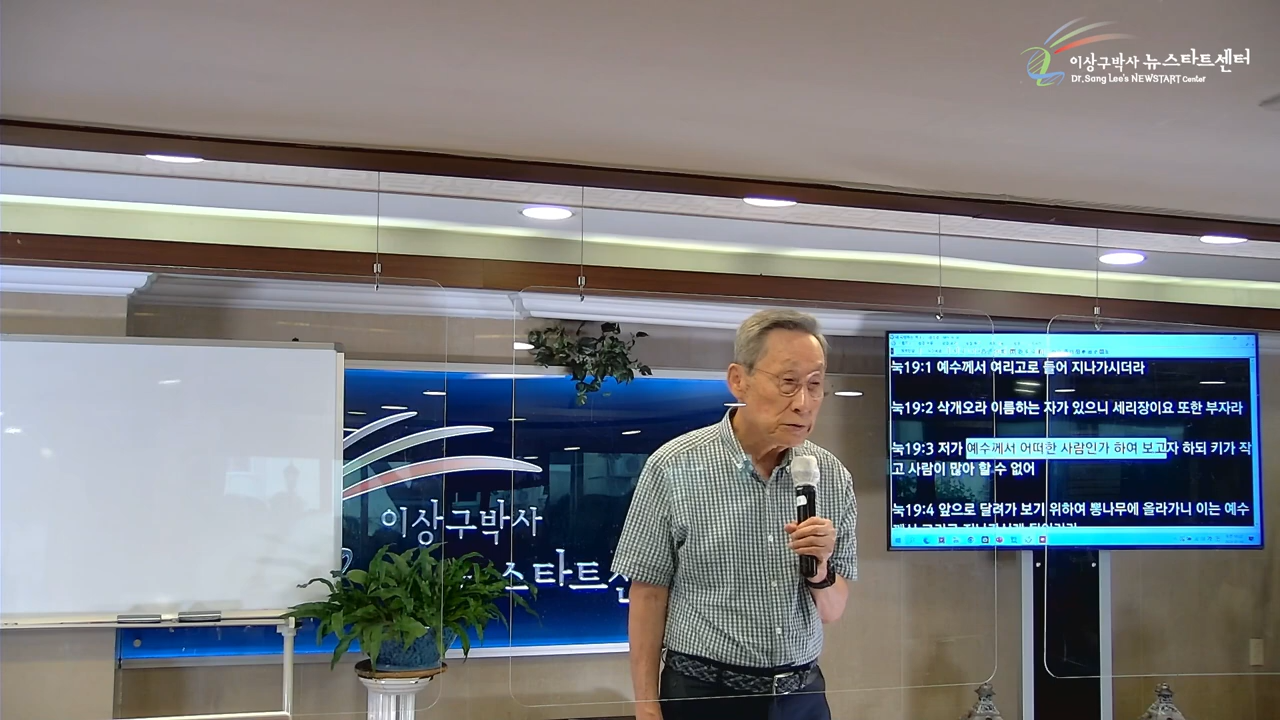 이상구박사 뉴스타트센터
Dr. Sang Lee's NEWSTART Center
눅19:1 예수께서 여리고로 들어 지나가시더라
눅19:2 삭개오라 이름하는 자가 있으니 세리장이요 또한 부자라
눅19:3 저가 예수께서 어떠한 사람인가 하여 보고자 하되 키가 작
고 사람이 많아 할 수 없어
눅19:4 앞으로 달려가 보기 위하여 뽕나무에 올라가니 이는 예수
이상구박사
스타트센